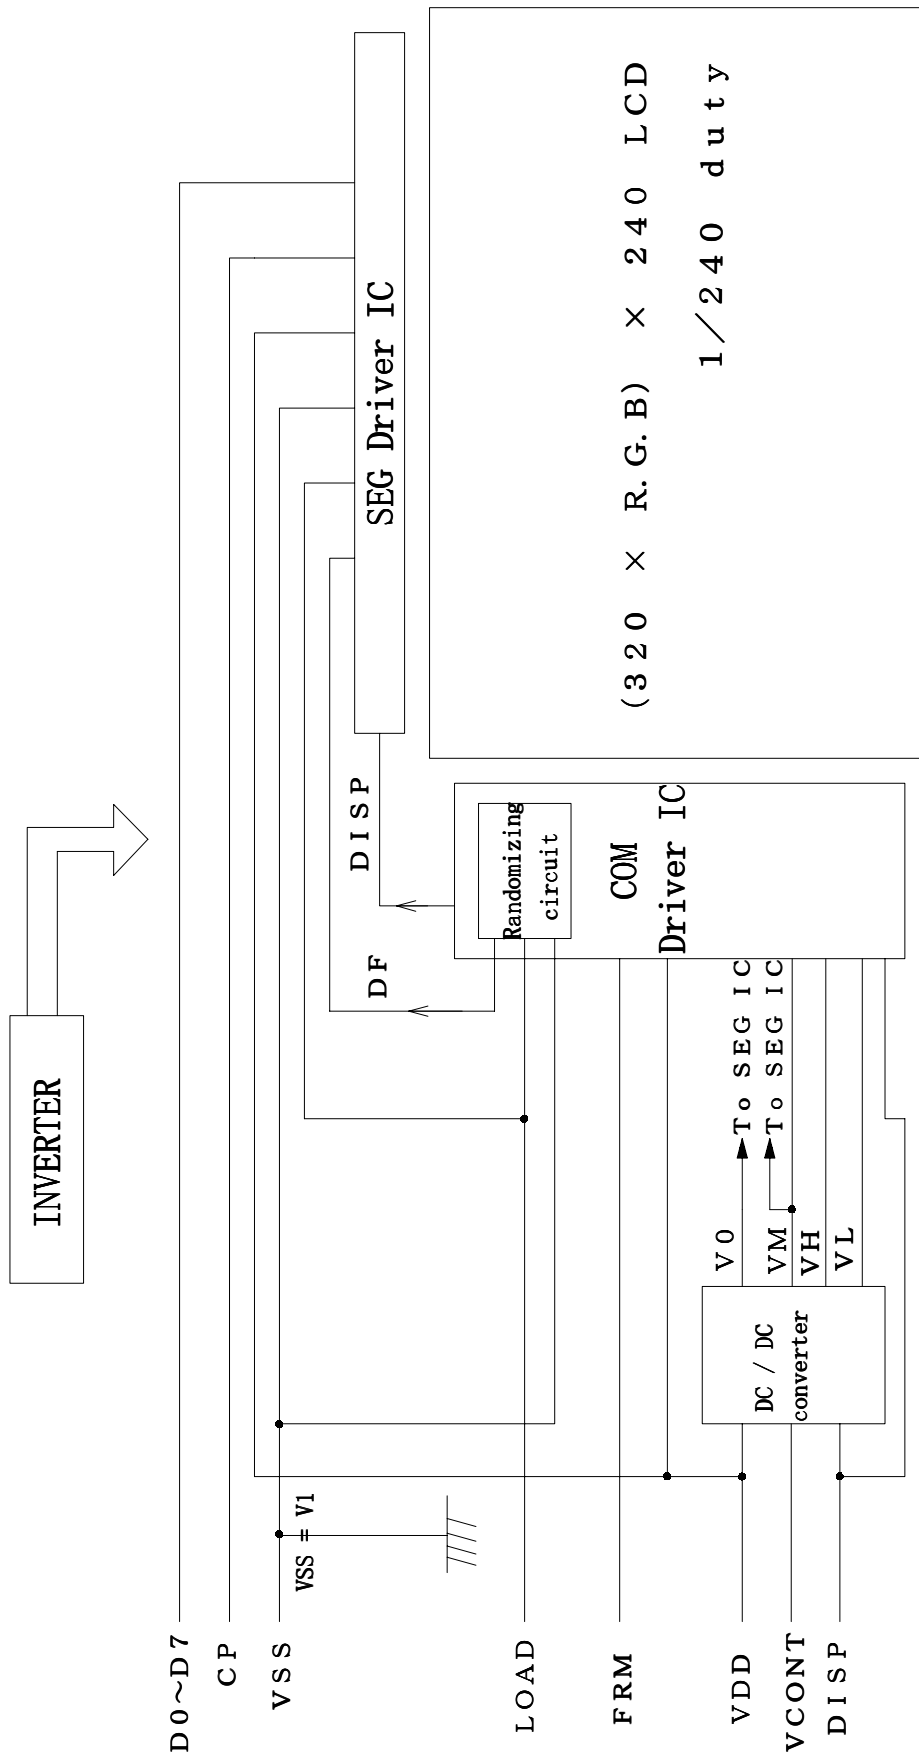 INVERTER
D0~D7
CP
VSS
VSS = V1
LOAD
FRM
VDD
VCONT
DISP
DC / DC
converter
V0
VM
VH
VL
To SEG IC
To SEG IC
DF
DISP
Randomizing
circuit
COM
Driver IC
SEG Driver IC
(320 × R.G.B) × 240 LCD
1/240 duty